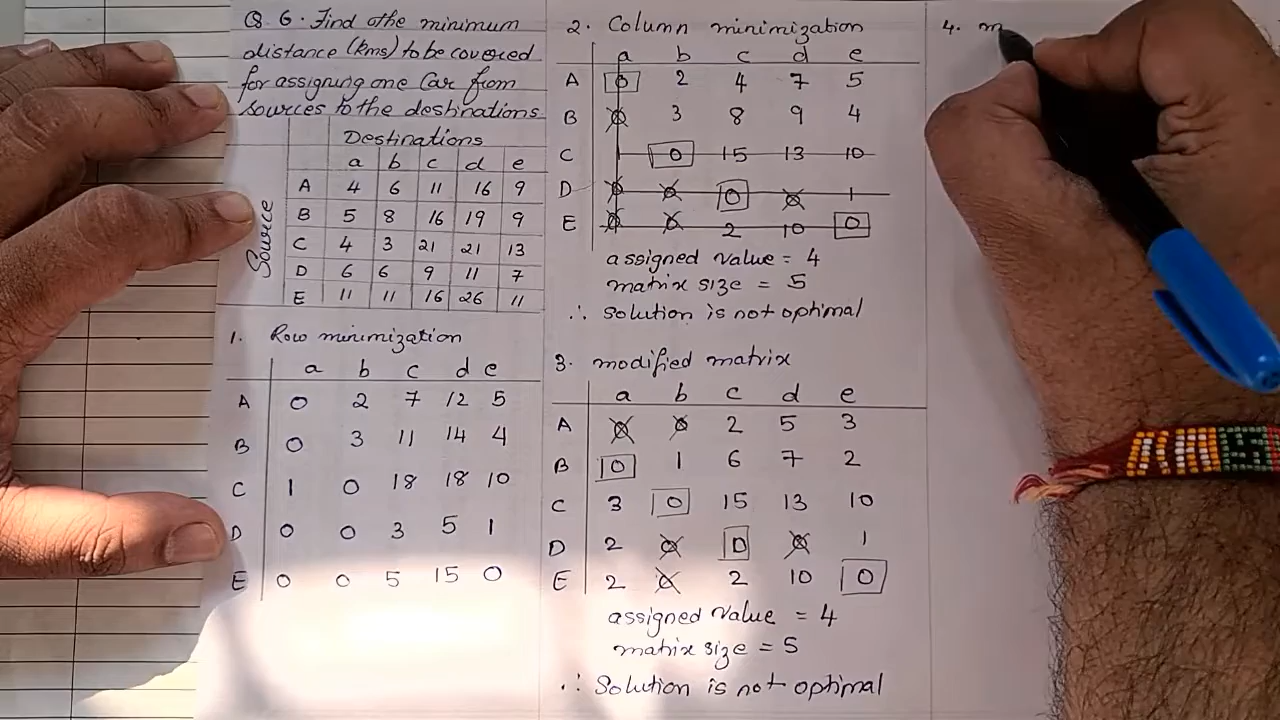 Q.6. Find the minimum
distance (kms) to be covered
for assigning one Car from
sources to the destinations.
Destinations
a b c d e
Source
A 4 6 11 16 9
B 5 8 16 19 9
C 4 3 21 21 13
D 6 6 9 11 7
E 11 11 16 26 11
1. Row minimization
a b c d e
A 0 2 7 12 5
B 0 3 11 14 4
C 1 0 18 18 10
D 0 0 3 5 1
E 0 0 5 15 0
2. Column minimization
a b c d e
A 0 2 4 7 5
B 0 3 8 9 4
C 1 0 15 13 10
D 0 0 0 0 1
E 0 0 2 10 0
assigned value = 4
matrix size = 5
∴ solution is not optimal
3. modified matrix
a b c d e
A 0 0 2 5 3
B 0 1 6 7 2
C 3 0 15 13 10
D 2 0 0 0 1
E 2 0 2 10 0
assigned value = 4
matrix size = 5
∴ Solution is not optimal
4. m